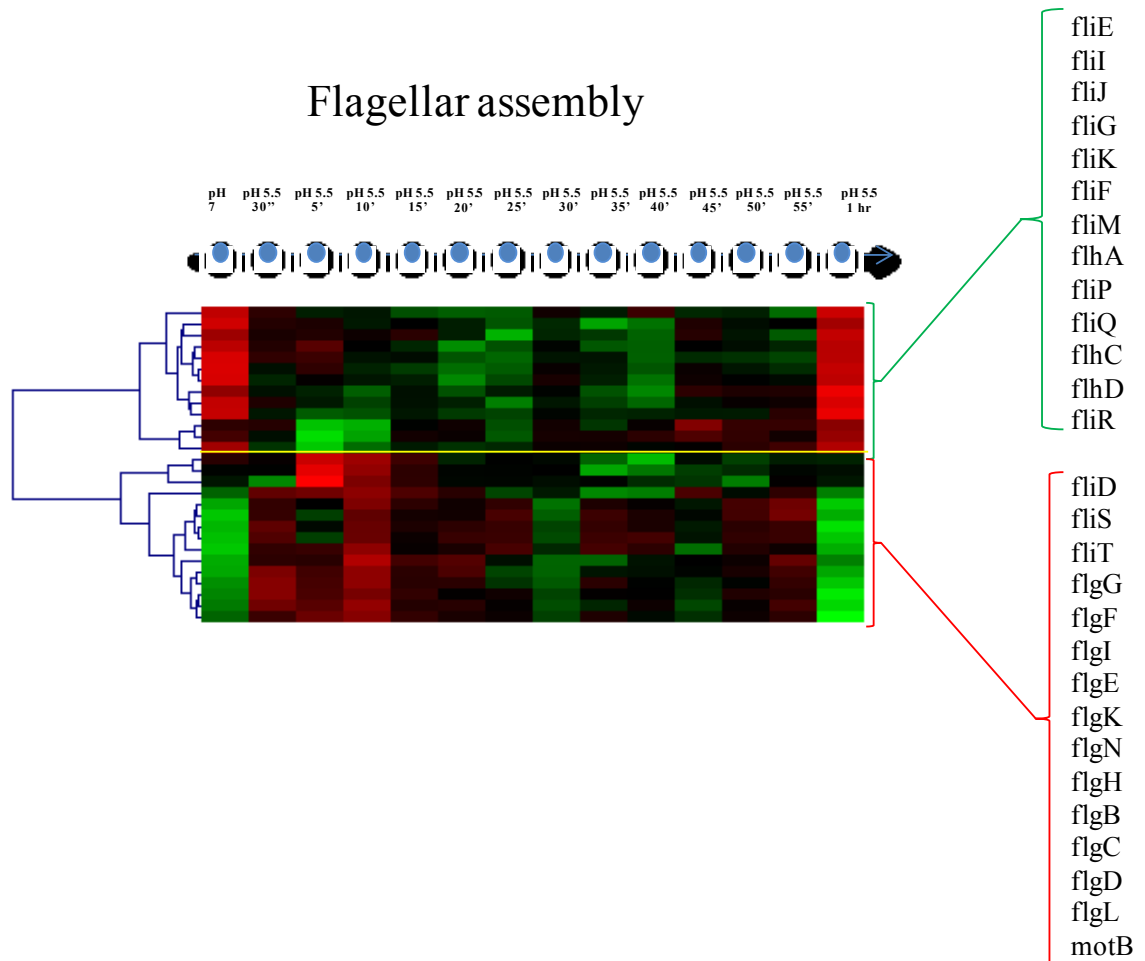 Flagellar assembly
pH 7
pH 5.5 30’’
pH 5.5 5’
pH 5.5 10’
pH 5.5 15’
pH 5.5 20’
pH 5.5 25’
pH 5.5 30’
pH 5.5 35’
pH 5.5 40’
pH 5.5 45’
pH 5.5 50’
pH 5.5 55’
pH 5.5 1 hr
fliE
fliI
fliJ
fliG
fliK
fliF
fliM
flhA
fliP
fliQ
flhC
flhD
fliR
fliD
fliS
fliT
flgG
flgF
flgI
flgE
flgK
flgN
flgH
flgB
flgC
flgD
flgL
motB